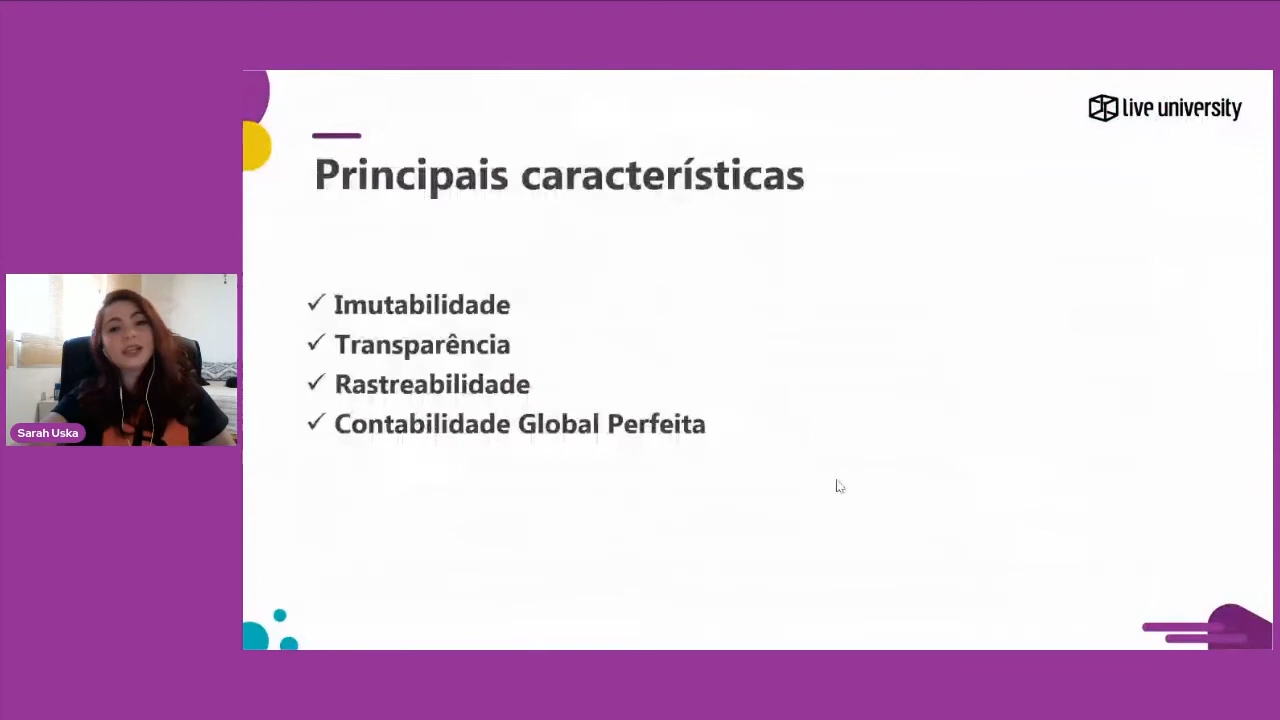 live university
Principais características
✓ Imutabilidade
✓ Transparência
✓ Rastreabilidade
✓ Contabilidade Global Perfeita
Sarah Uska